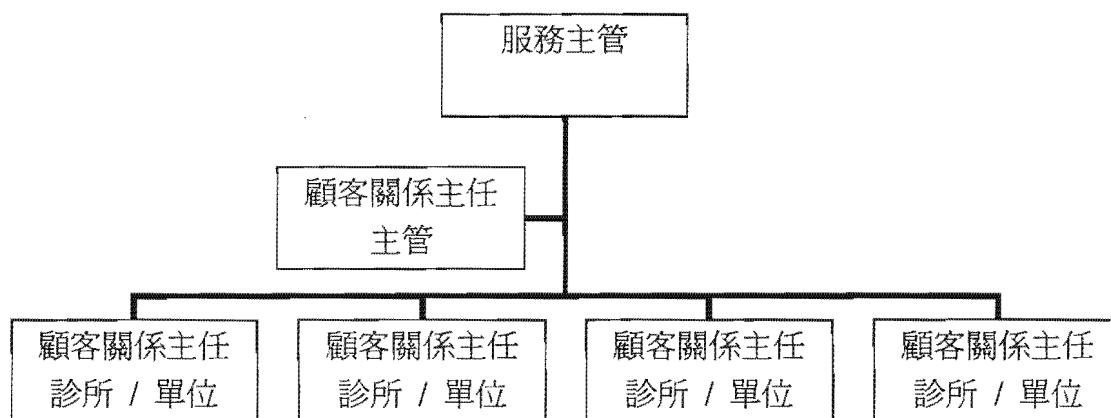 服務主管
顧客關係主任
主管
顧客關係主任
診所 / 單位
顧客關係主任
診所 / 單位
顧客關係主任
診所 / 單位
顧客關係主任
診所 / 單位